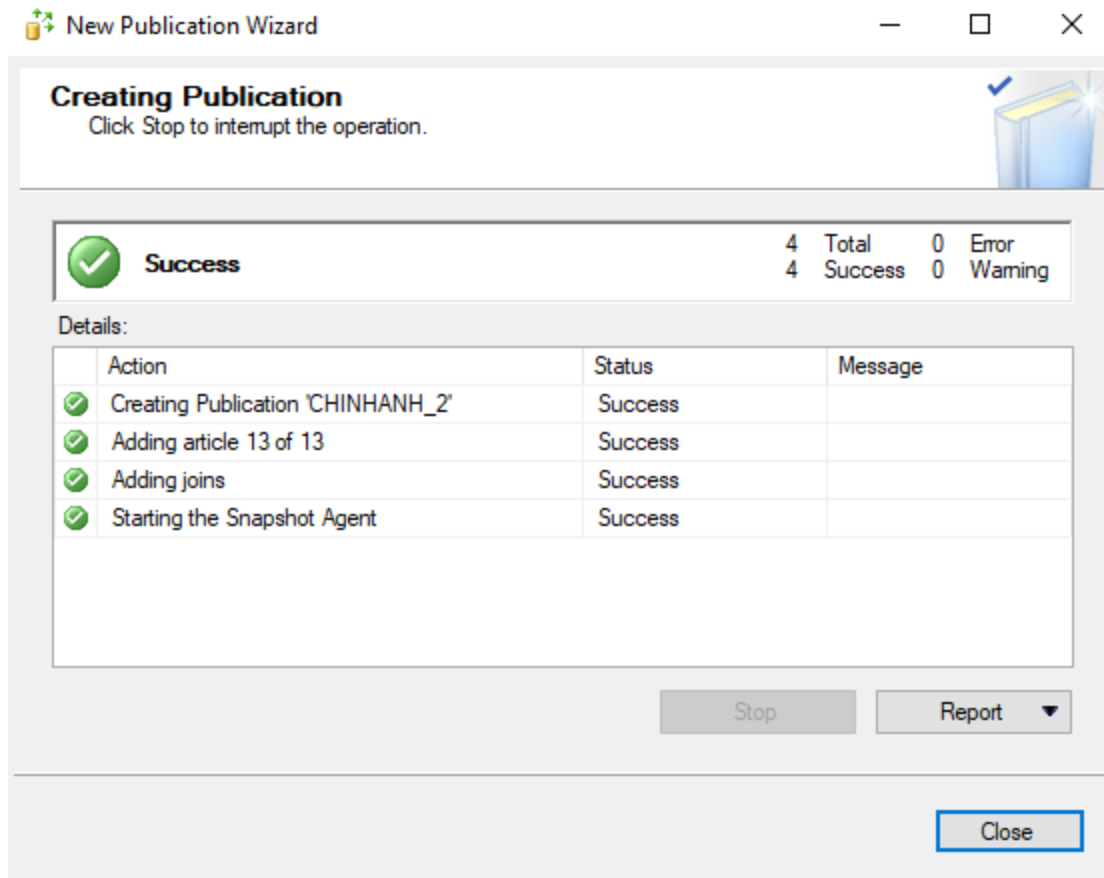 New Publication Wizard
Creating Publication
Click Stop to interrupt the operation.
Success 4 Total 0 Error
4 Success 0 Warning
Details:
Action Status Message
Creating Publication 'CHINHANH_2' Success
Adding article 13 of 13 Success
Adding joins Success
Starting the Snapshot Agent Success
Stop Report
Close